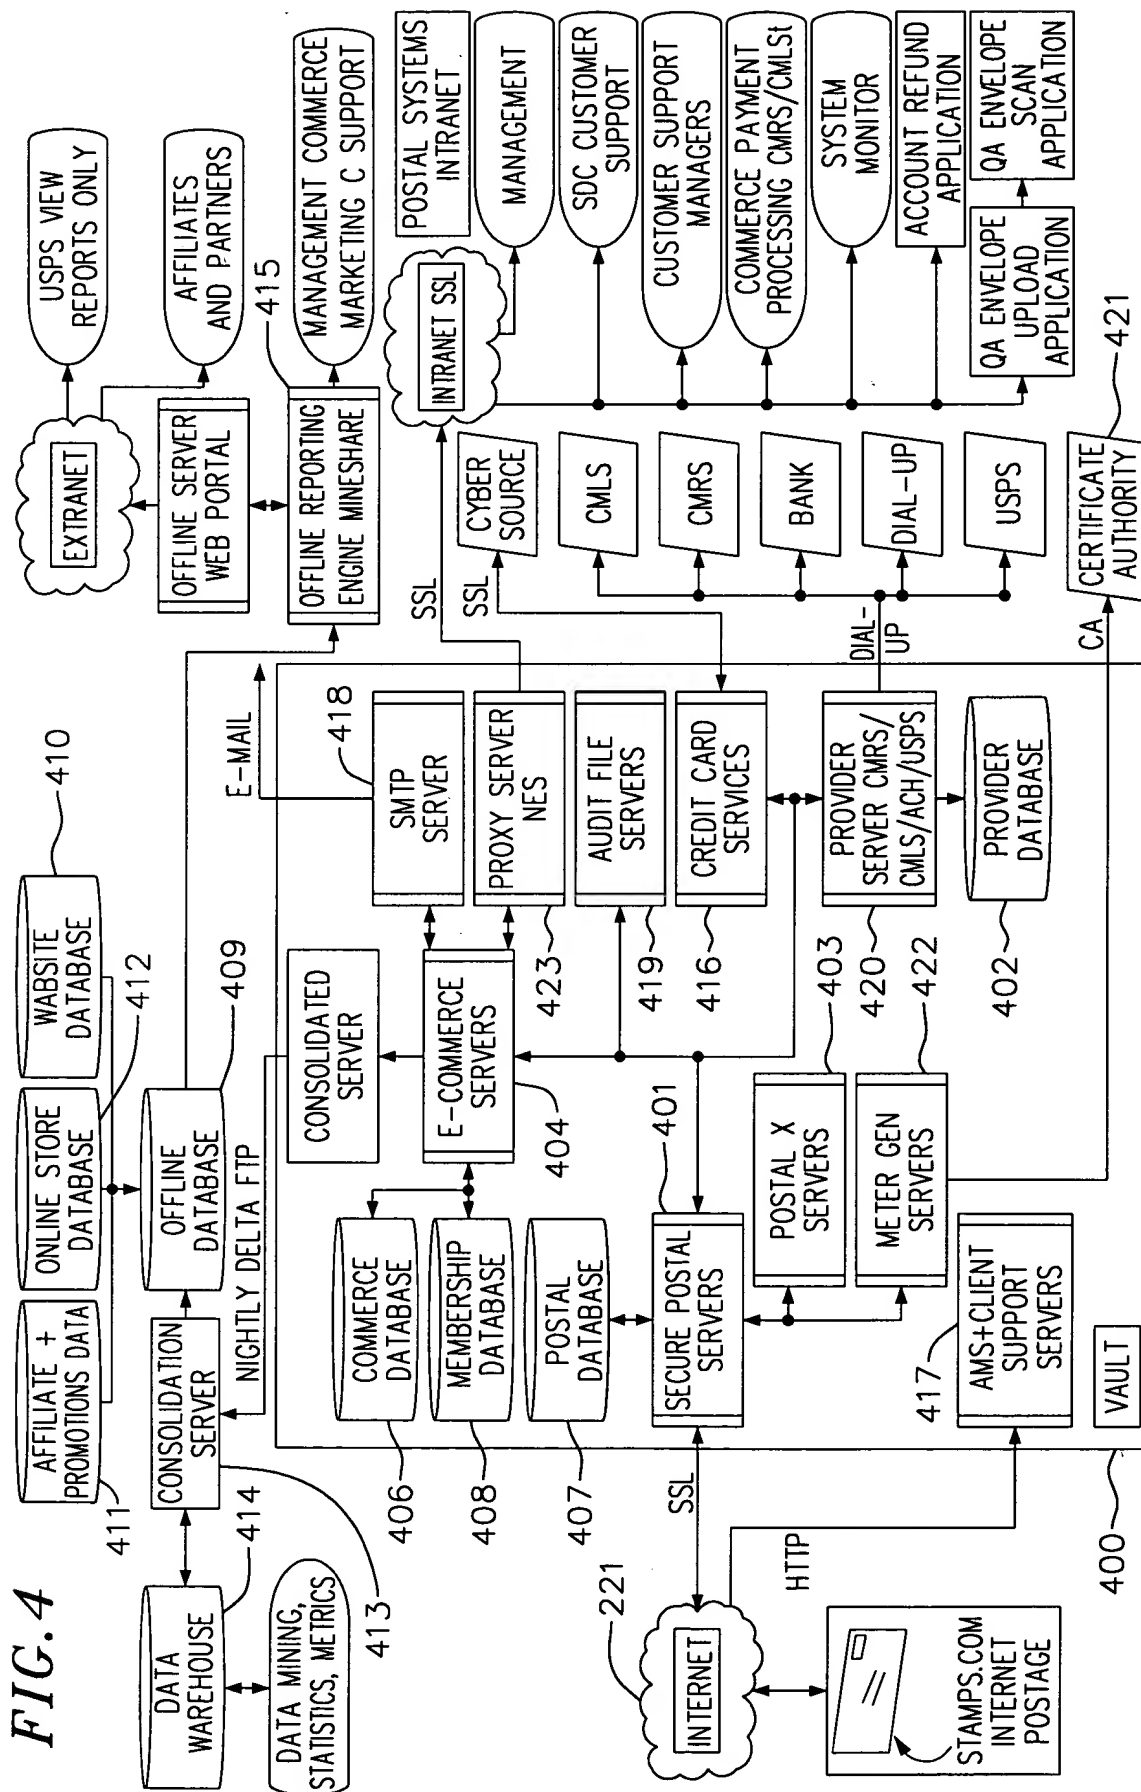 FIG.4
AFFILIATE +
PROMOTIONS DATA
411
ONLINE STORE
DATABASE
412
WABSITE
DATABASE
410
DATA
WAREHOUSE
414
DATA MINING,
STATISTICS, METRICS
413
CONSOLIDATION
SERVER
OFFLINE
DATABASE
409
NIGHTLY DELTA FTP
E-MAIL
EXTRANET
USPS VIEW
REPORTS ONLY
AFFILIATES
AND PARTNERS
OFFLINE SERVER
WEB PORTAL
415
OFFLINE REPORTING
ENGINE MINESHARE
MANAGEMENT COMMERCE
MARKETING C SUPPORT
CONSOLIDATED
SERVER
COMMERCE
DATABASE
406
MEMBERSHIP
DATABASE
408
POSTAL
DATABASE
407
E-COMMERCE
SERVERS
404
SMTP
SERVER
418
PROXY SERVER
NES
423
AUDIT FILE
SERVERS
419
CREDIT CARD
SERVICES
416
SSL
SSL
INTRANET SSL
POSTAL SYSTEMS
INTRANET
MANAGEMENT
SDC CUSTOMER
SUPPORT
CUSTOMER SUPPORT
MANAGERS
COMMERCE PAYMENT
PROCESSING CMRS/CMLSt
SYSTEM
MONITOR
ACCOUNT REFUND
APPLICATION
QA ENVELOPE
UPLOAD
APPLICATION
QA ENVELOPE
SCAN
APPLICATION
CYBER
SOURCE
CMLS
CMRS
BANK
DIAL-UP
USPS
CERTIFICATE
AUTHORITY
421
CA
DIAL-
UP
PROVIDER
SERVER CMRS/
CMLS/ACH/USPS
420
PROVIDER
DATABASE
402
SECURE POSTAL
SERVERS
401
POSTAL X
SERVERS
403
METER GEN
SERVERS
422
AMS+CLIENT
SUPPORT
SERVERS
417
VAULT
400
SSL
HTTP
INTERNET
221
STAMPS.COM
INTERNET
POSTAGE